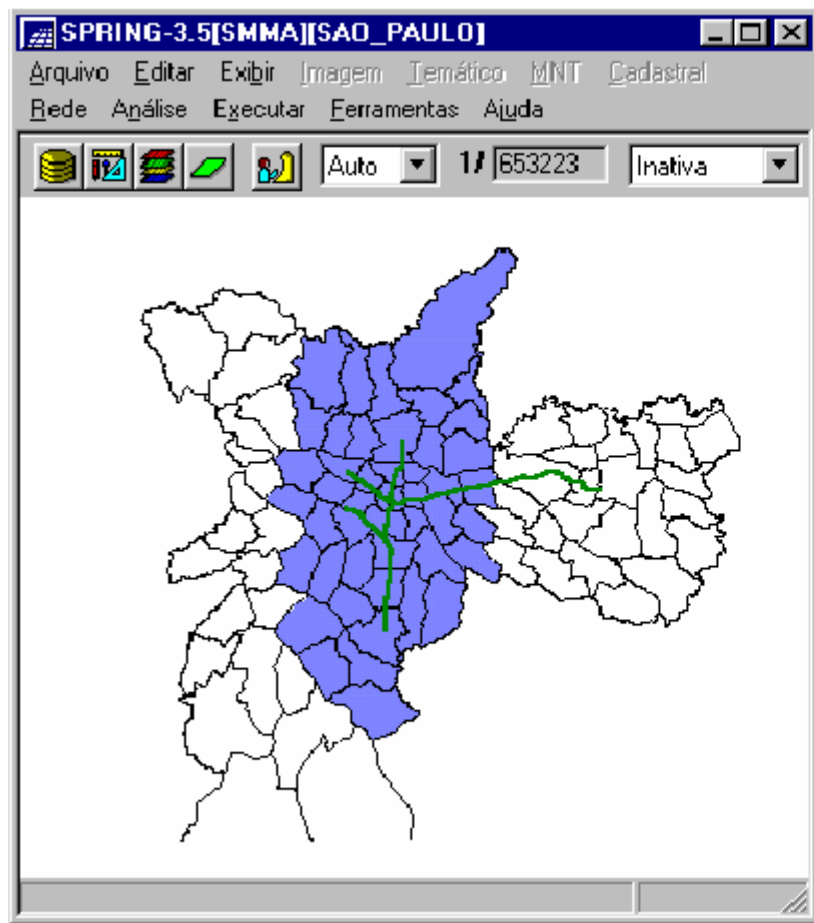 SPRING-3.5[SMMA][SAO_PAULO]
Arquivo Editar Exibir Imagem Temático MNT Cadastral
Rede Análise Executar Ferramentas Ajuda
Auto 1/ 653223 Inativa